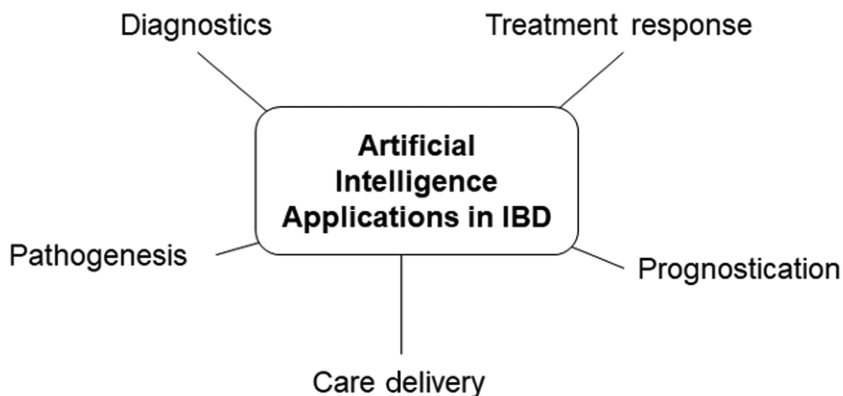 Diagnostics
Treatment response
Artificial
Intelligence
Applications in IBD
Pathogenesis
Prognostication
Care delivery